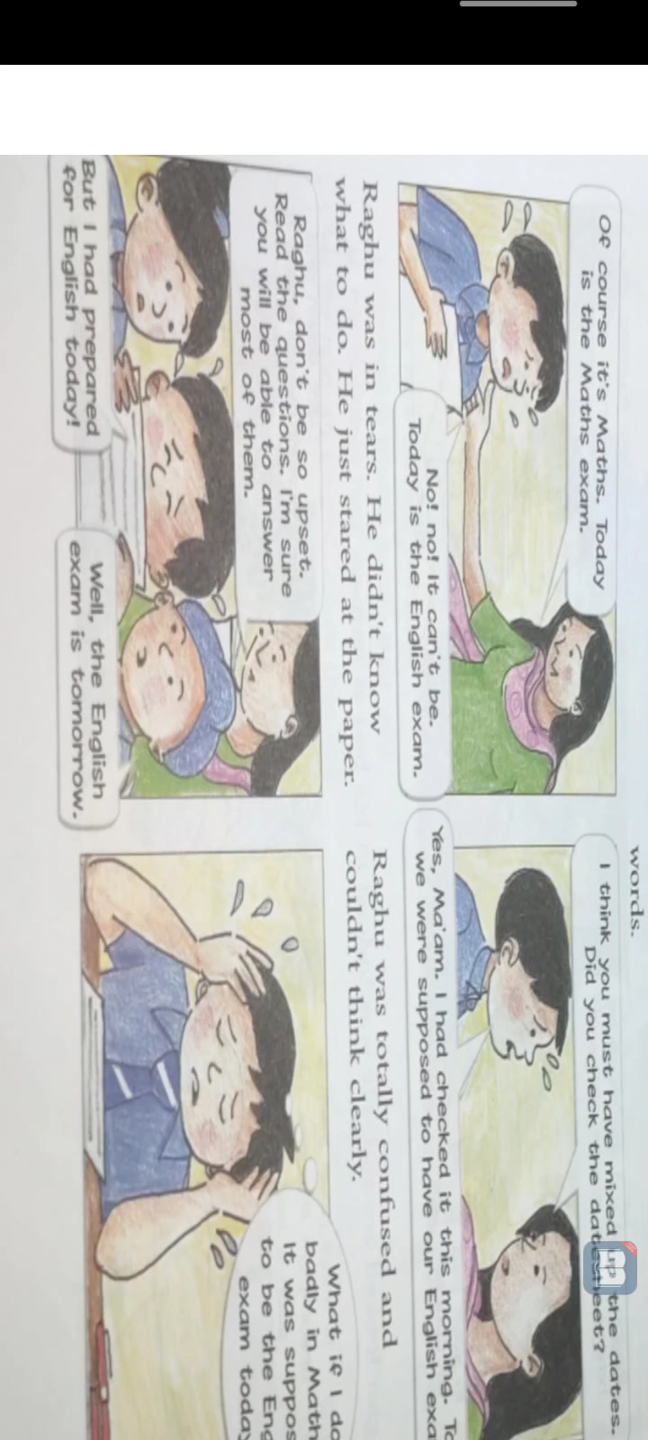 words.
Of course it's Maths. Today
is the Maths exam.
No! no! It can't be.
Today is the English exam.
I think you must have mixed up the dates.
Did you check the datesheet?
Yes, Ma'am. I had checked it this morning. To
we were supposed to have our English exa
Raghu was in tears. He didn't know
what to do. He just stared at the paper.
Raghu, don't be so upset.
Read the questions. I'm sure
you will be able to answer
most of them.
But I had prepared
for English today!
Well, the English
exam is tomorrow.
Raghu was totally confused and
couldn't think clearly.
What if I do
badly in Math
It was suppos
to be the Eng
exam today